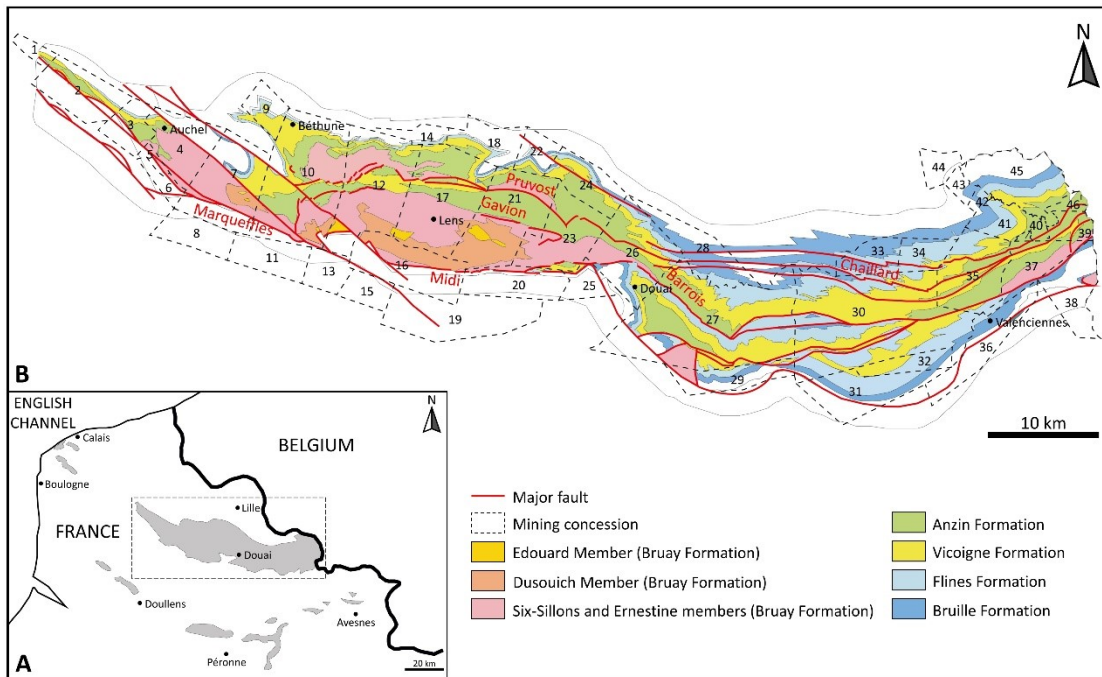 B
N
1
2
3
Auchel
4
5
6
7
8
9
Béthune
10
11
12
13
14
15
16
17
18
19
20
21
22
23
24
25
26
27
28
29
30
31
32
33
34
35
36
37
38
39
40
41
42
43
44
45
46
Marqueffles
Pruvost
Gavion
Lens
Midi
Douai
Barrois
Chaillard
Valenciennes
10 km
A
N
ENGLISH
CHANNEL
Calais
Boulogne
BELGIUM
Lille
FRANCE
Douai
Doullens
Avesnes
Péronne
20 km
Major fault
Mining concession
Edouard Member (Bruay Formation)
Dusouich Member (Bruay Formation)
Six-Sillons and Ernestine members (Bruay Formation)
Anzin Formation
Vicoigne Formation
Flines Formation
Bruille Formation